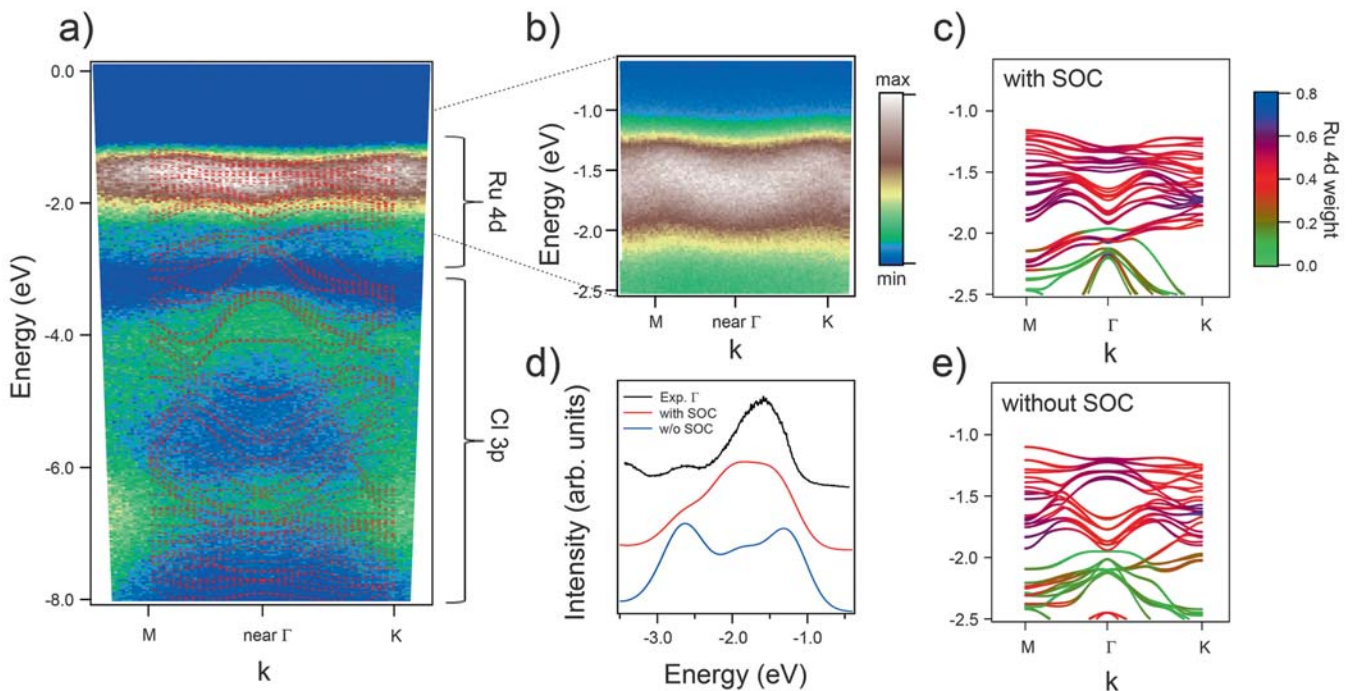 a)
0.0
-2.0
-4.0
-6.0
-8.0
Energy (eV)
M
near Γ
K
k
Ru 4d
Cl 3p
b)
-1.0
-1.5
-2.0
-2.5
Energy (eV)
M
near Γ
K
k
max
min
c)
with SOC
-1.0
-1.5
-2.0
-2.5
M
Γ
K
k
0.8
0.6
0.4
0.2
0.0
Ru 4d weight
d)
Exp. Γ
with SOC
w/o SOC
Intensity (arb. units)
-3.0
-2.0
-1.0
Energy (eV)
e)
without SOC
-1.0
-1.5
-2.0
-2.5
M
Γ
K
k